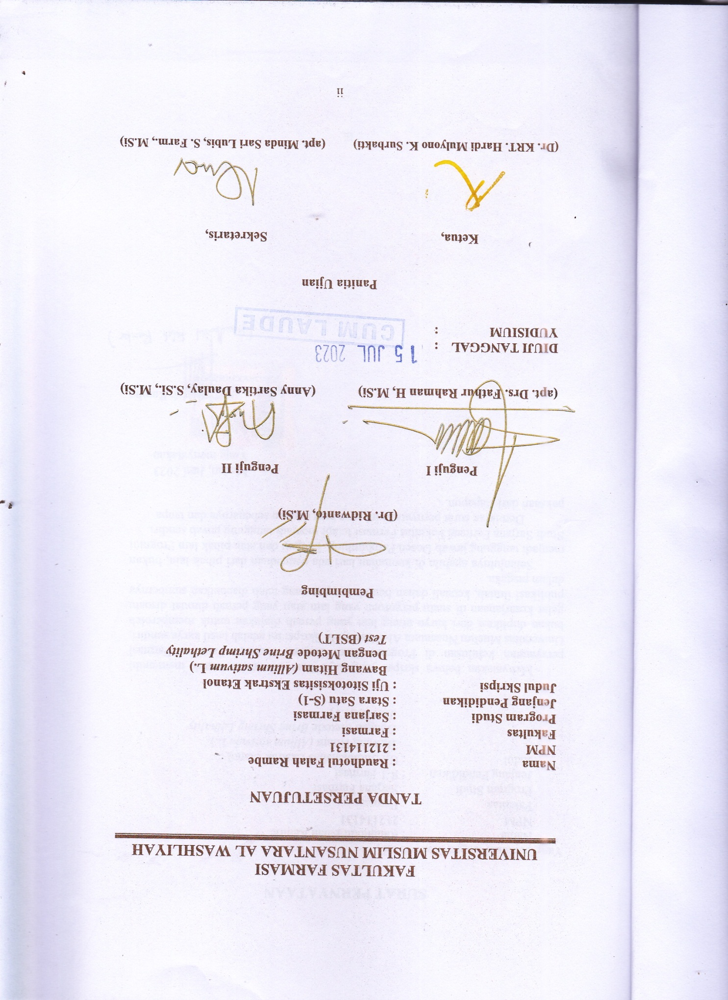 FAKULTAS FARMASI
UNIVERSITAS MUSLIM NUSANTARA AL WASHLIYAH
TANDA PERSETUJUAN
Nama : Raudhotul Falah Rambe
NPM : 212114131
Fakultas : Farmasi
Program Studi : Sarjana Farmasi
Jenjang Pendidikan : Stara Satu (S-1)
Judul Skripsi : Uji Sitotoksisitas Ekstrak Etanol
Bawang Hitam (Allium sativum L.)
Dengan Metode Brine Shrimp Lethality
Test (BSLT)
Pembimbing
(Dr. Ridwanto, M.Si)
Penguji I Penguji II
(apt. Drs. Fathur Rahman H, M.Si) (Anny Sartika Daulay, S.Si., M.Si)
DIUJI TANGGAL : 15 JUL 2023
YUDISIUM : CUM LAUDE
Panitia Ujian
Ketua, Sekretaris,
(Dr. KRT. Hardi Mulyono K. Surbakti) (apt. Minda Sari Lubis, S. Farm., M.Si)
ii